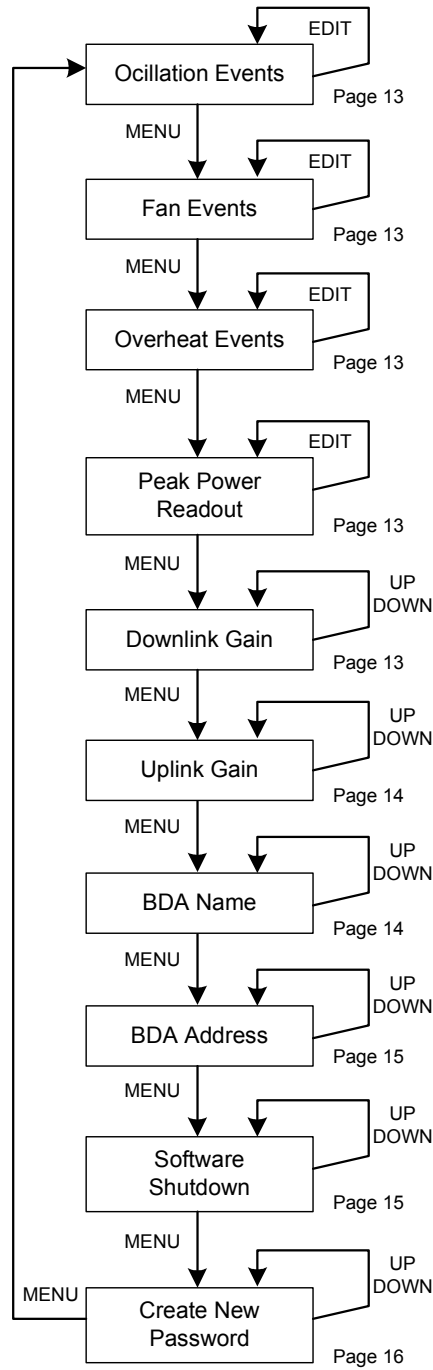 EDIT
Ocillation Events
Page 13
MENU
EDIT
Fan Events
Page 13
MENU
EDIT
Overheat Events
Page 13
MENU
EDIT
Peak Power
Readout
Page 13
MENU
UP
DOWN
Downlink Gain
Page 13
MENU
UP
DOWN
Uplink Gain
Page 14
MENU
UP
DOWN
BDA Name
Page 14
MENU
UP
DOWN
BDA Address
Page 15
MENU
UP
DOWN
Software
Shutdown
Page 15
MENU
UP
DOWN
MENU
Create New
Password
Page 16